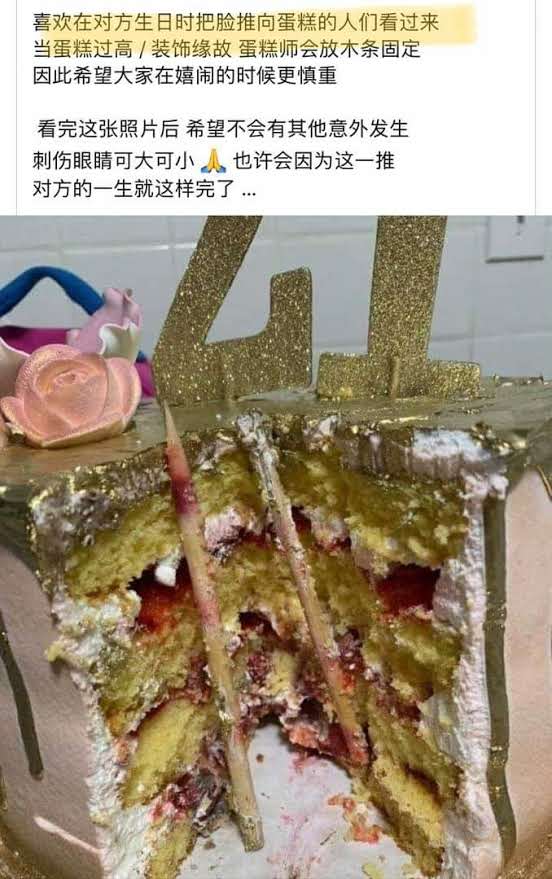 喜欢在对方生日时把脸推向蛋糕的人们看过来
当蛋糕过高 / 装饰缘故 蛋糕师会放木条固定
因此希望大家在嬉闹的时候更慎重
看完这张照片后 希望不会有其他意外发生
刺伤眼睛可大可小🙏 也许会因为这一推
对方的一生就这样完了 ...
21